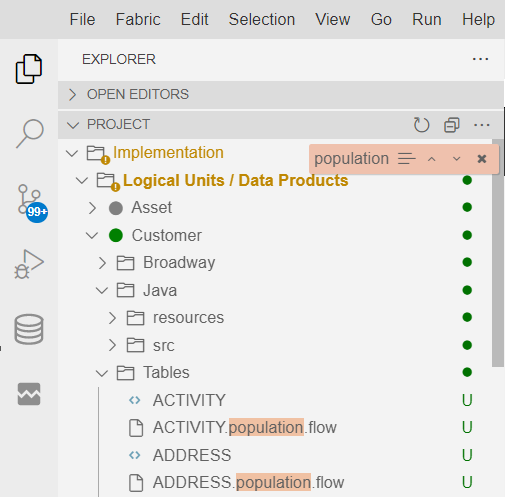 File Fabric Edit Selection View Go Run Help
EXPLORER ...
OPEN EDITORS
PROJECT ...
Implementation
population
Logical Units / Data Products
Asset
Customer
99+
Broadway
Java
resources
src
Tables
ACTIVITY U
ACTIVITY.population.flow U
ADDRESS U
ADDRESS.population.flow U